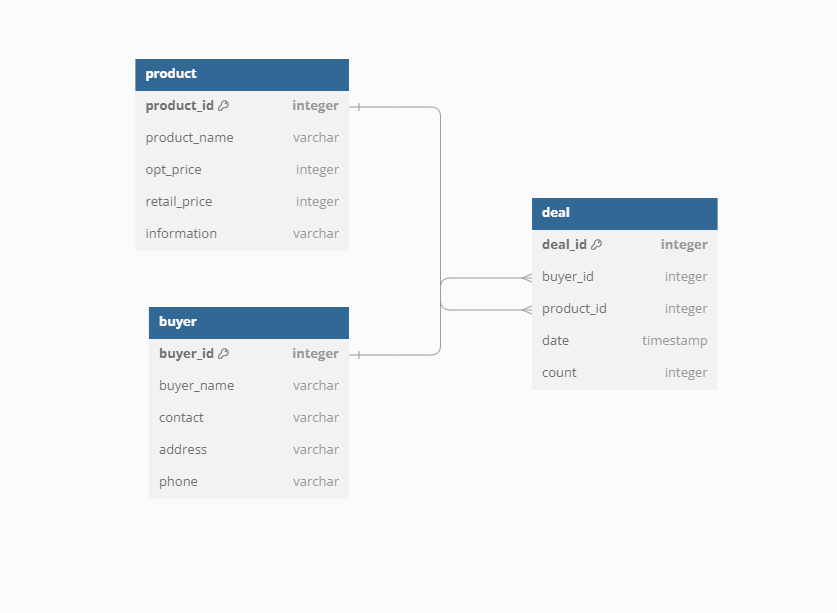 product
product_id integer
product_name varchar
opt_price integer
retail_price integer
information varchar
buyer
buyer_id integer
buyer_name varchar
contact varchar
address varchar
phone varchar
deal
deal_id integer
buyer_id integer
product_id integer
date timestamp
count integer